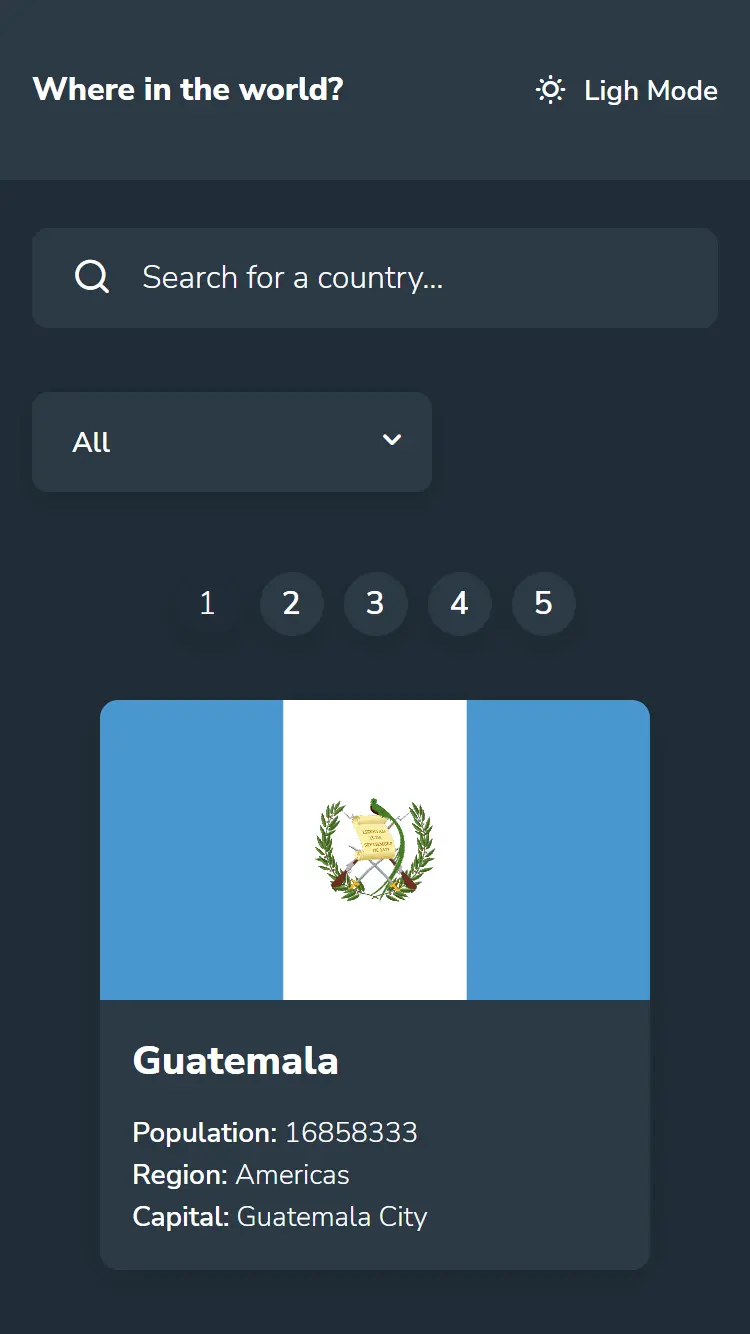 Where in the world?
Ligh Mode
Search for a country...
All
1 2 3 4 5
Guatemala
Population: 16858333
Region: Americas
Capital: Guatemala City